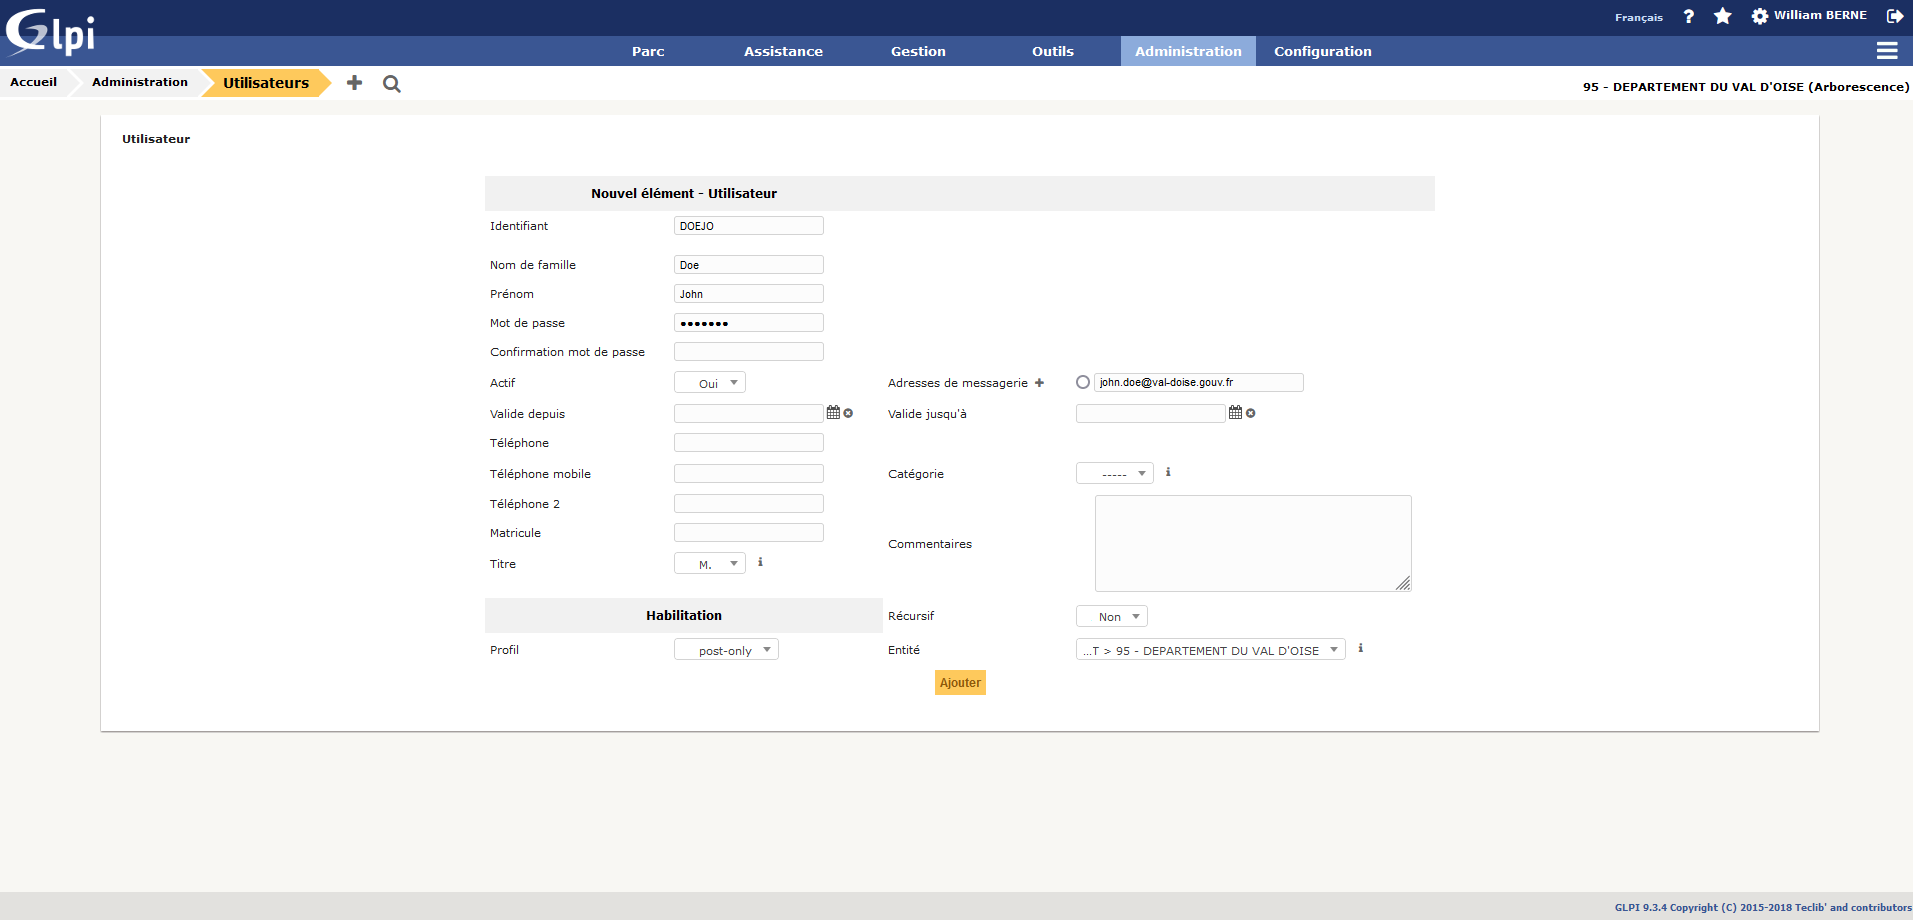 Glpi
Français ? William BERNE
Parc Assistance Gestion Outils Administration Configuration
Accueil Administration Utilisateurs
95 - DEPARTEMENT DU VAL D'OISE (Arborescence)
Utilisateur
Nouvel élément - Utilisateur
Identifiant DOEJO
Nom de famille Doe
Prénom John
Mot de passe •••••••
Confirmation mot de passe
Actif Oui Adresses de messagerie john.doe@val-doise.gouv.fr
Valide depuis Valide jusqu'à
Téléphone
Téléphone mobile Catégorie -----
Téléphone 2
Matricule
Commentaires
Titre M.
Habilitation Récursif Non
Profil post-only Entité ...T > 95 - DEPARTEMENT DU VAL D'OISE
Ajouter
GLPI 9.3.4 Copyright (C) 2015-2018 Teclib' and contributors